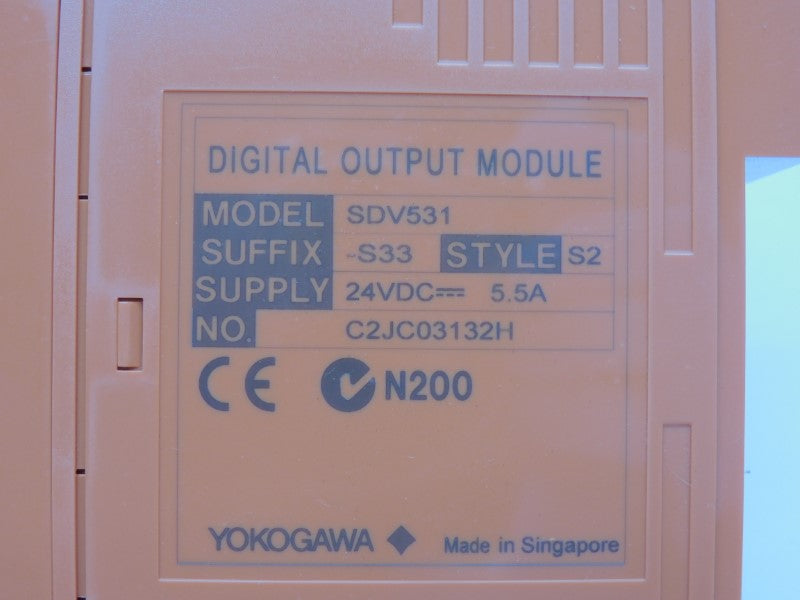 DIGITAL OUTPUT MODULE
MODEL SDV531
SUFFIX -S33 STYLE S2
SUPPLY 24VDC⎓ 5.5A
NO. C2JC03132H
CE N200
YOKOGAWA ◆ Made in Singapore